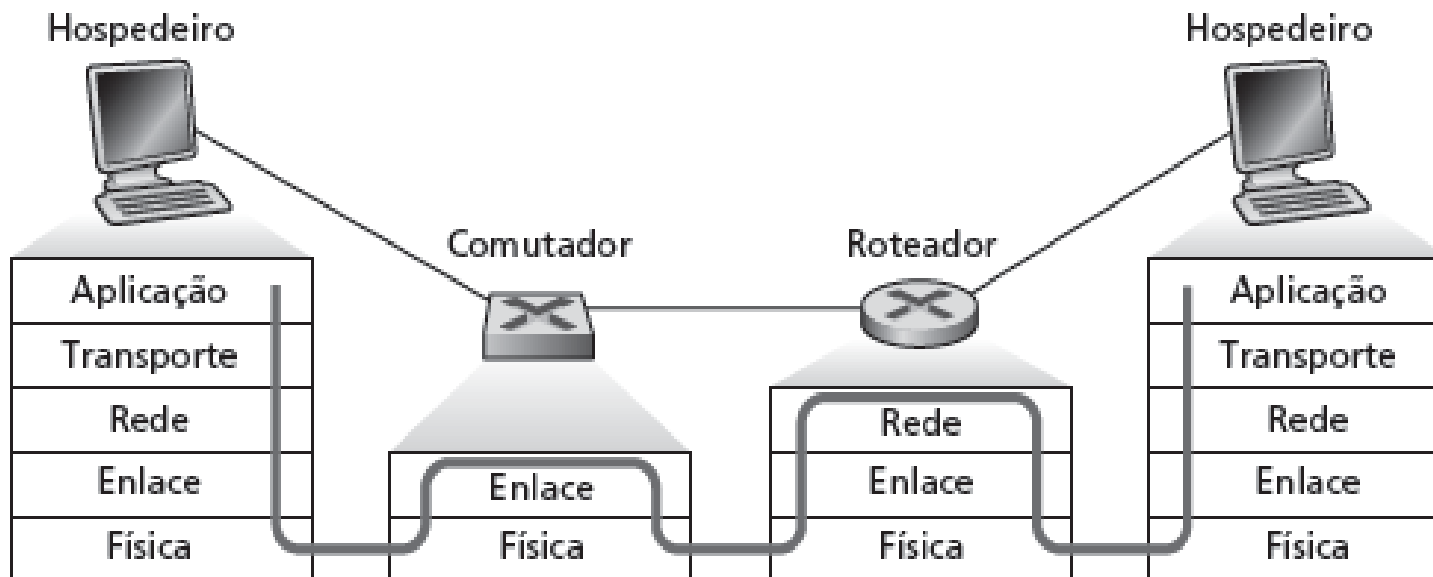 Hospedeiro
Hospedeiro
Comutador
Roteador
Aplicação
Transporte
Rede
Enlace
Física
Enlace
Física
Rede
Enlace
Física
Aplicação
Transporte
Rede
Enlace
Física